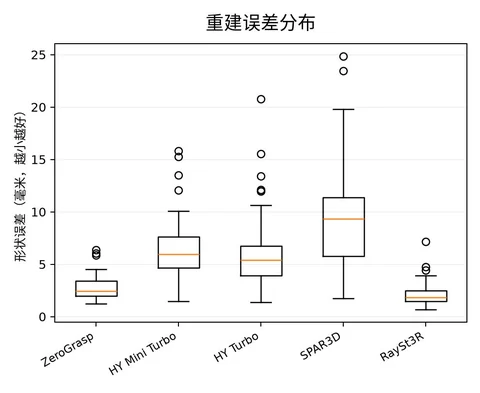 重建误差分布
形状误差（毫米，越小越好）
25
20
15
10
5
0
ZeroGrasp
HY Mini Turbo
HY Turbo
SPAR3D
RaySt3R